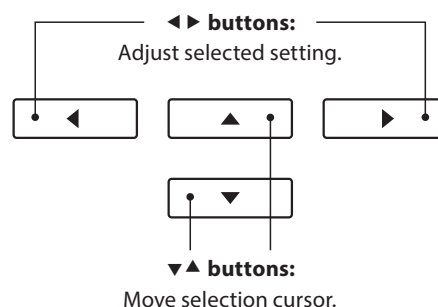 ◀▶ buttons:
Adjust selected setting.
▼▲ buttons:
Move selection cursor.